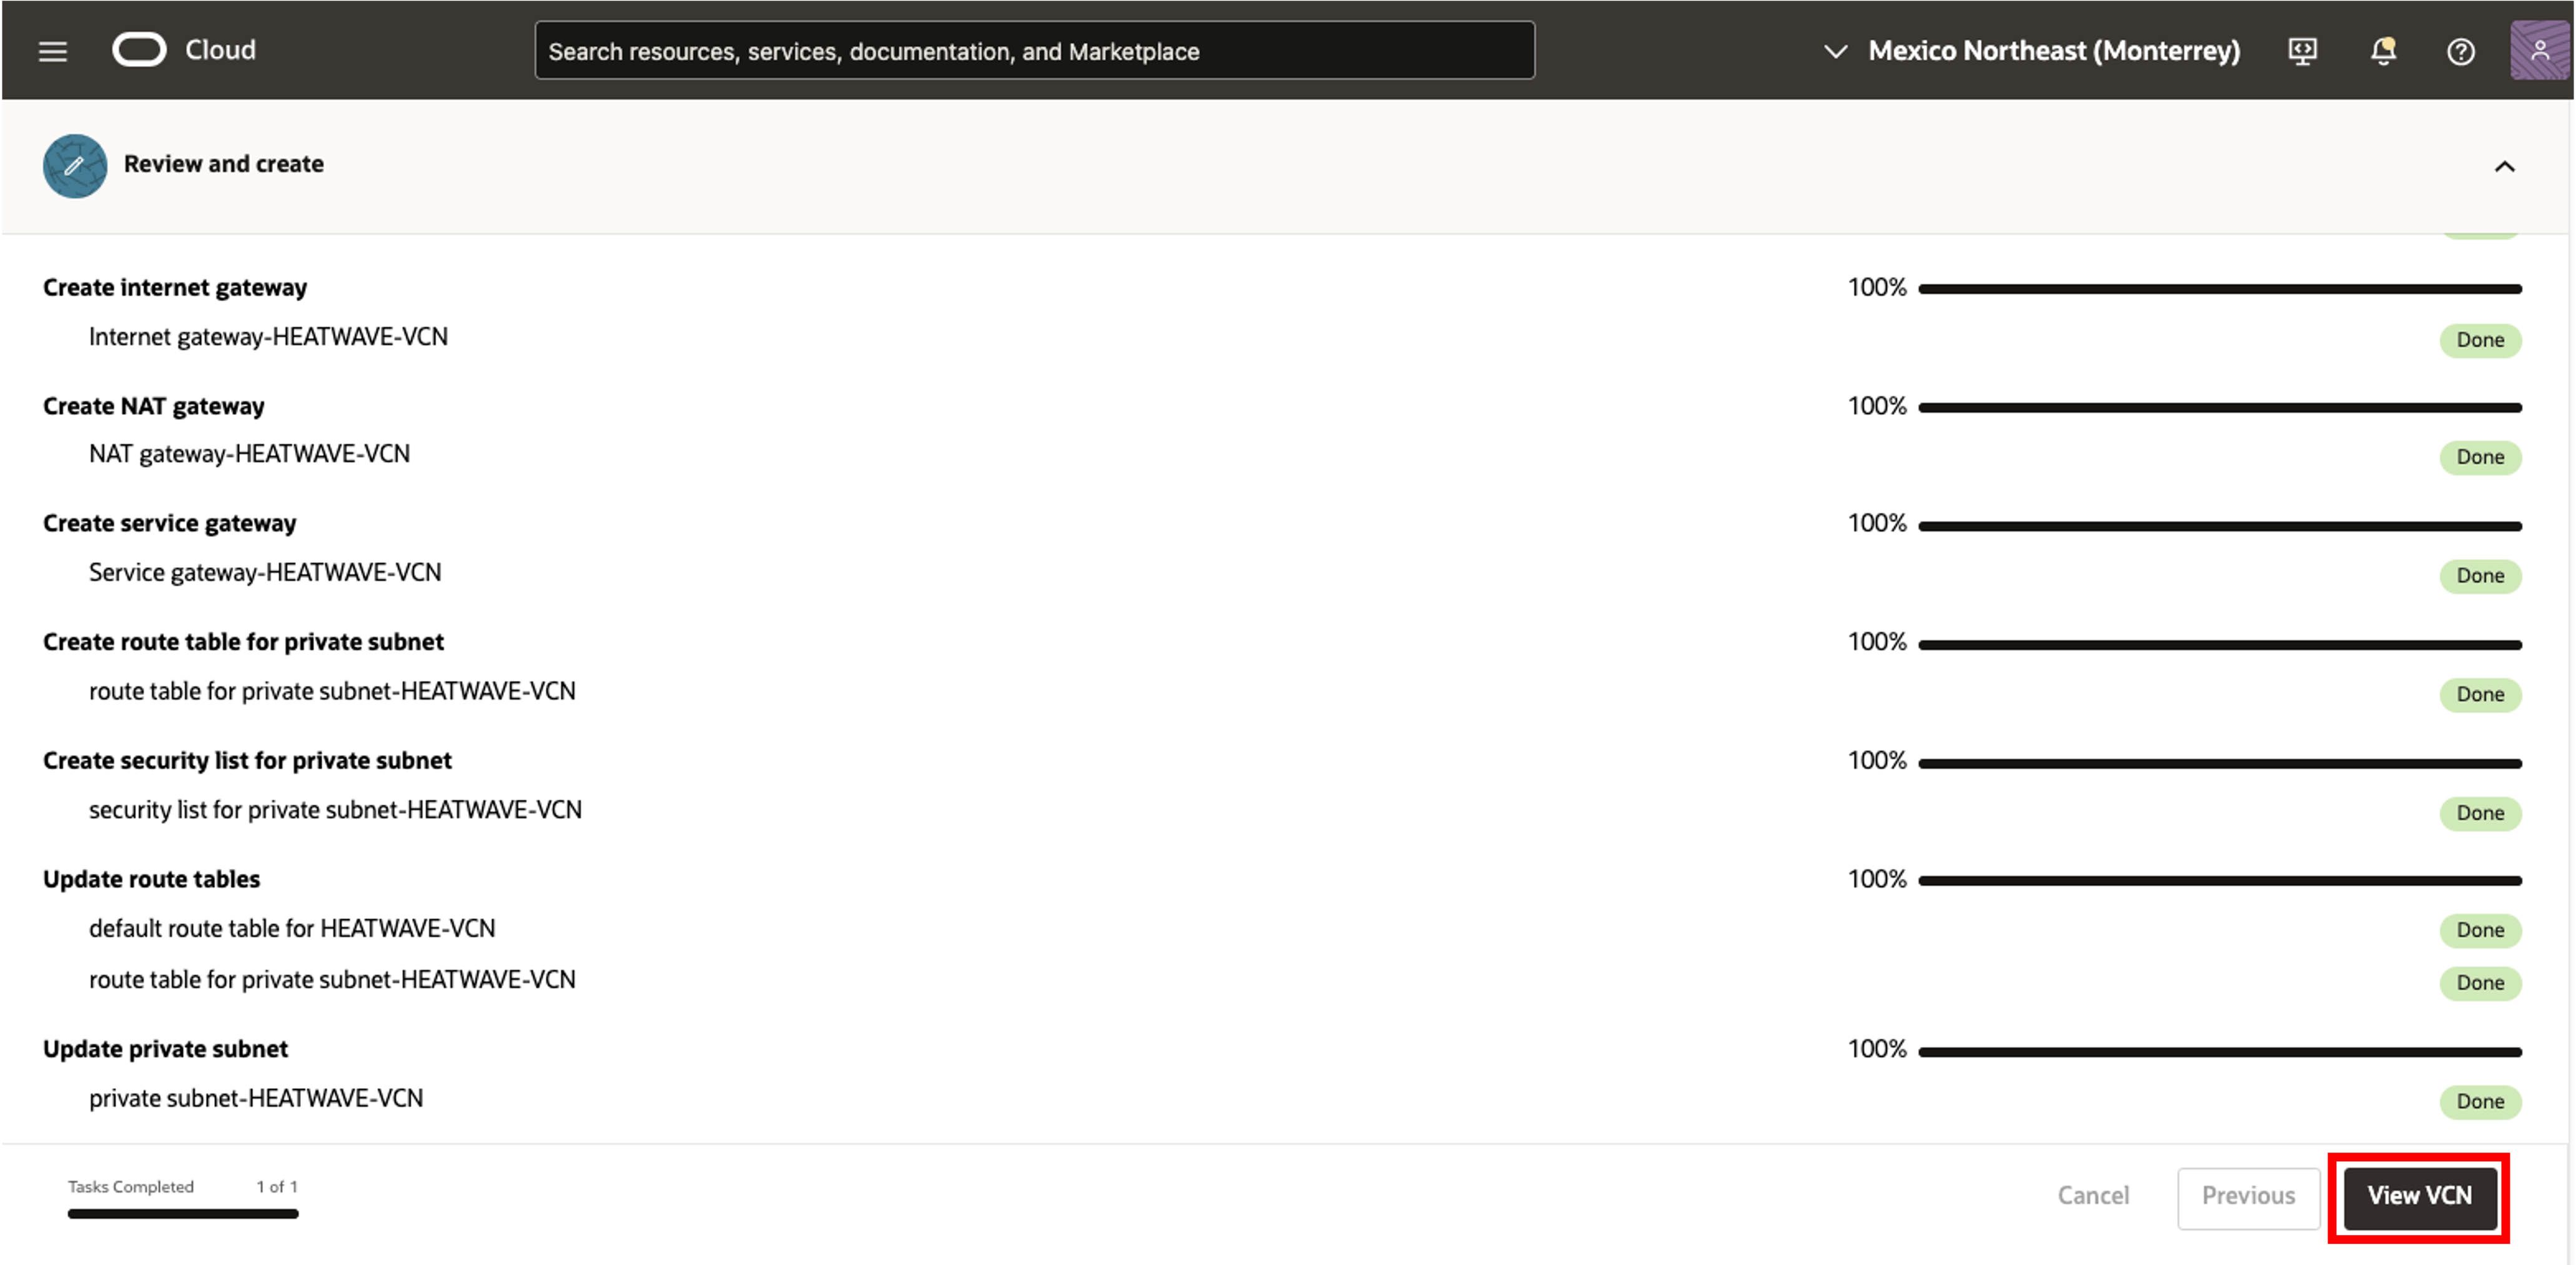 Cloud
Search resources, services, documentation, and Marketplace
Mexico Northeast (Monterrey)
Review and create
Create internet gateway 100%
Internet gateway-HEATWAVE-VCN Done
Create NAT gateway 100%
NAT gateway-HEATWAVE-VCN Done
Create service gateway 100%
Service gateway-HEATWAVE-VCN Done
Create route table for private subnet 100%
route table for private subnet-HEATWAVE-VCN Done
Create security list for private subnet 100%
security list for private subnet-HEATWAVE-VCN Done
Update route tables 100%
default route table for HEATWAVE-VCN Done
route table for private subnet-HEATWAVE-VCN Done
Update private subnet 100%
private subnet-HEATWAVE-VCN Done
Tasks Completed 1 of 1
Cancel Previous View VCN